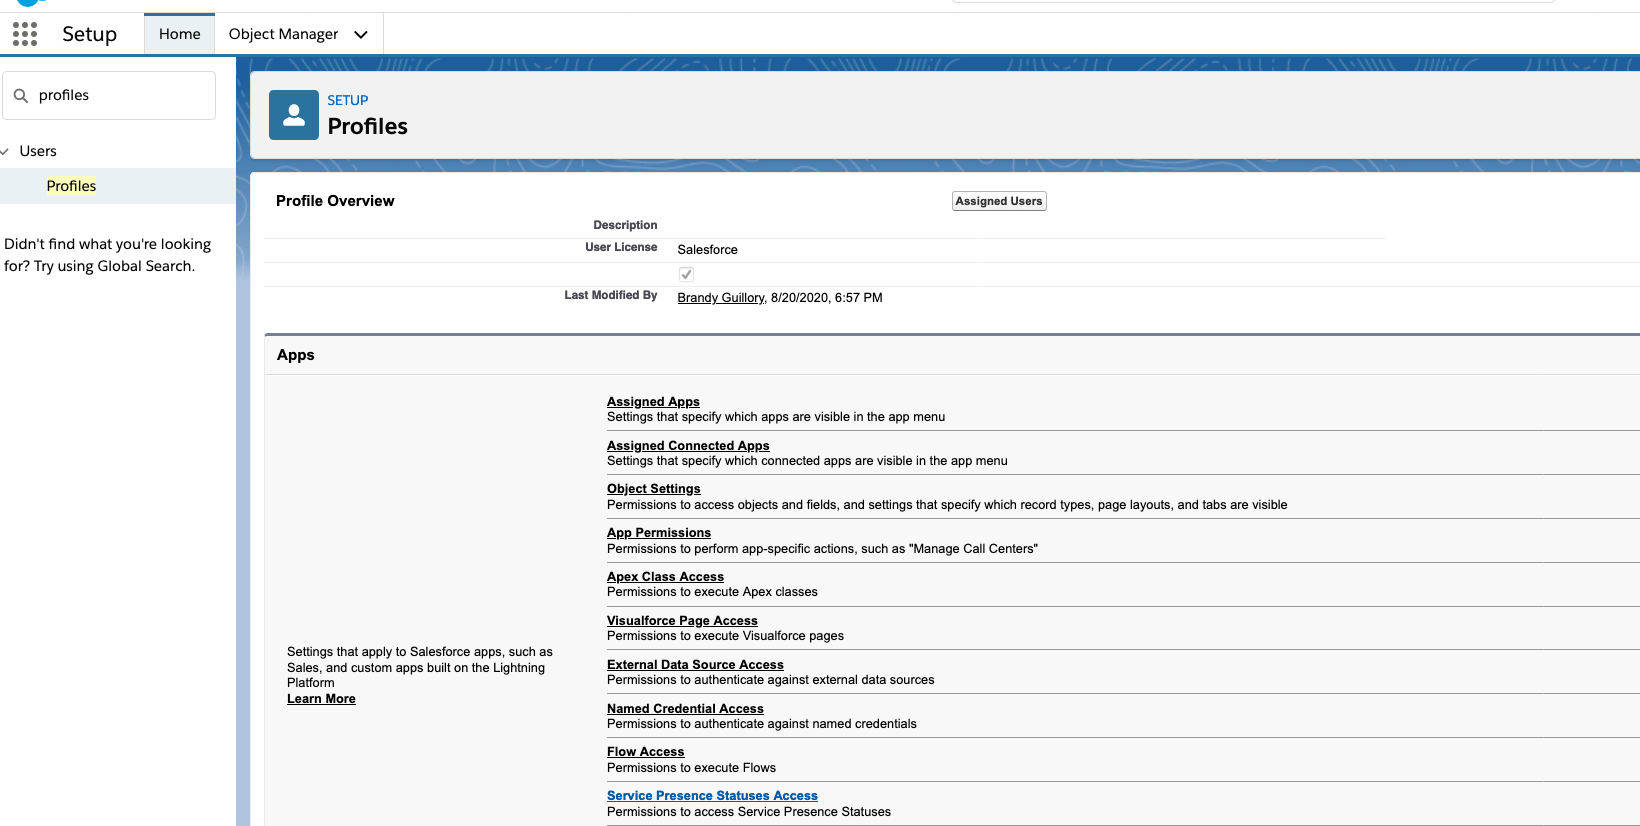 Setup
Home
Object Manager
profiles
Users
Profiles
Didn't find what you're looking
for? Try using Global Search.
SETUP
Profiles
Profile Overview
Assigned Users
Description
User License Salesforce
Last Modified By Brandy Guillory, 8/20/2020, 6:57 PM
Apps
Settings that apply to Salesforce apps, such as
Sales, and custom apps built on the Lightning
Platform
Learn More
Assigned Apps
Settings that specify which apps are visible in the app menu
Assigned Connected Apps
Settings that specify which connected apps are visible in the app menu
Object Settings
Permissions to access objects and fields, and settings that specify which record types, page layouts, and tabs are visible
App Permissions
Permissions to perform app-specific actions, such as "Manage Call Centers"
Apex Class Access
Permissions to execute Apex classes
Visualforce Page Access
Permissions to execute Visualforce pages
External Data Source Access
Permissions to authenticate against external data sources
Named Credential Access
Permissions to authenticate against named credentials
Flow Access
Permissions to execute Flows
Service Presence Statuses Access
Permissions to access Service Presence Statuses